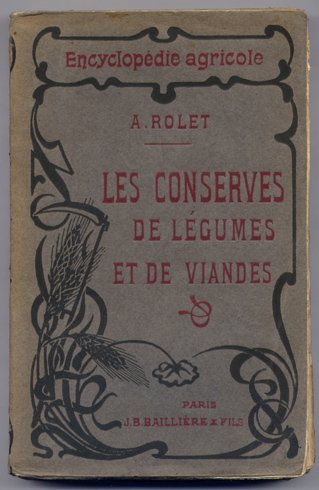 Encyclopédie agricole
A. ROLET
LES CONSERVES
DE LÉGUMES
ET DE VIANDES
PARIS
J.B. BAILLIÈRE & FILS